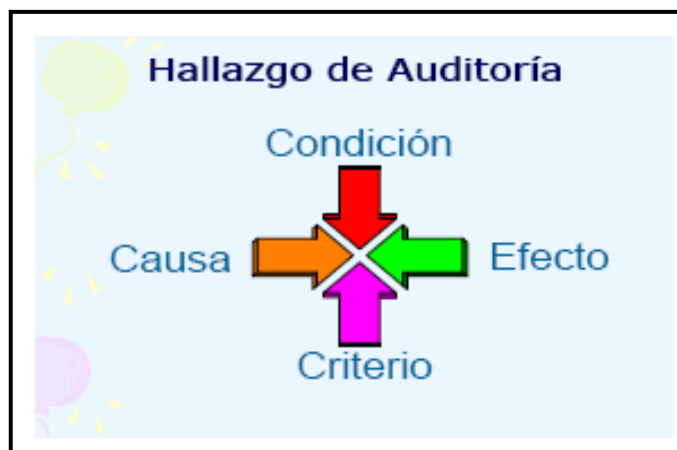 Hallazgo de Auditoría
Condición
Causa
Efecto
Criterio